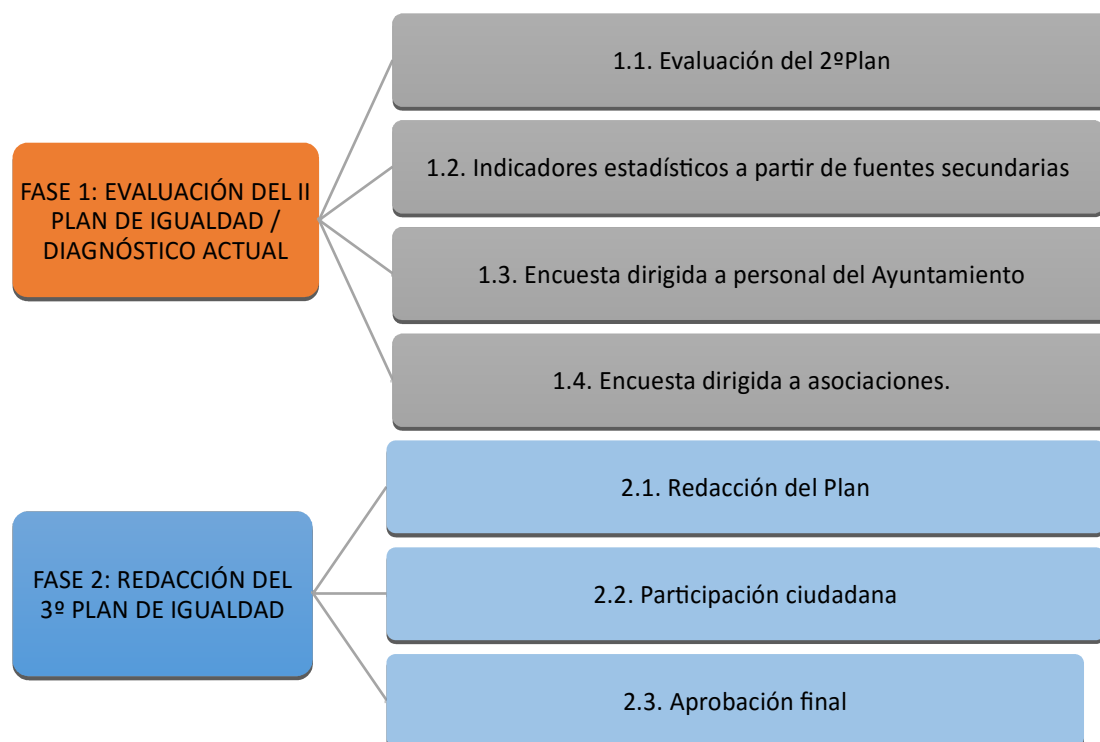 FASE 1: EVALUACIÓN DEL II
PLAN DE IGUALDAD /
DIAGNÓSTICO ACTUAL
1.1. Evaluación del 2ºPlan
1.2. Indicadores estadísticos a partir de fuentes secundarias
1.3. Encuesta dirigida a personal del Ayuntamiento
1.4. Encuesta dirigida a asociaciones.
FASE 2: REDACCIÓN DEL
3º PLAN DE IGUALDAD
2.1. Redacción del Plan
2.2. Participación ciudadana
2.3. Aprobación final